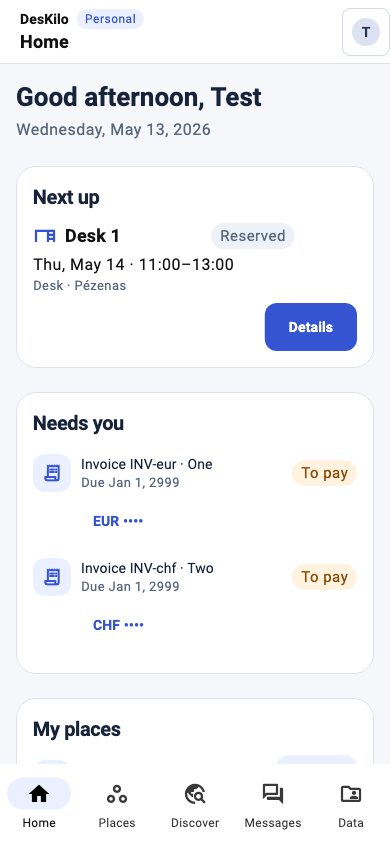 DesKilo Personal
Home
T
Good afternoon, Test
Wednesday, May 13, 2026
Next up
Desk 1 Reserved
Thu, May 14 · 11:00–13:00
Desk · Pézenas
Details
Needs you
Invoice INV-eur · One
Due Jan 1, 2999
To pay
EUR ••••
Invoice INV-chf · Two
Due Jan 1, 2999
To pay
CHF ••••
My places
Home Places Discover Messages Data